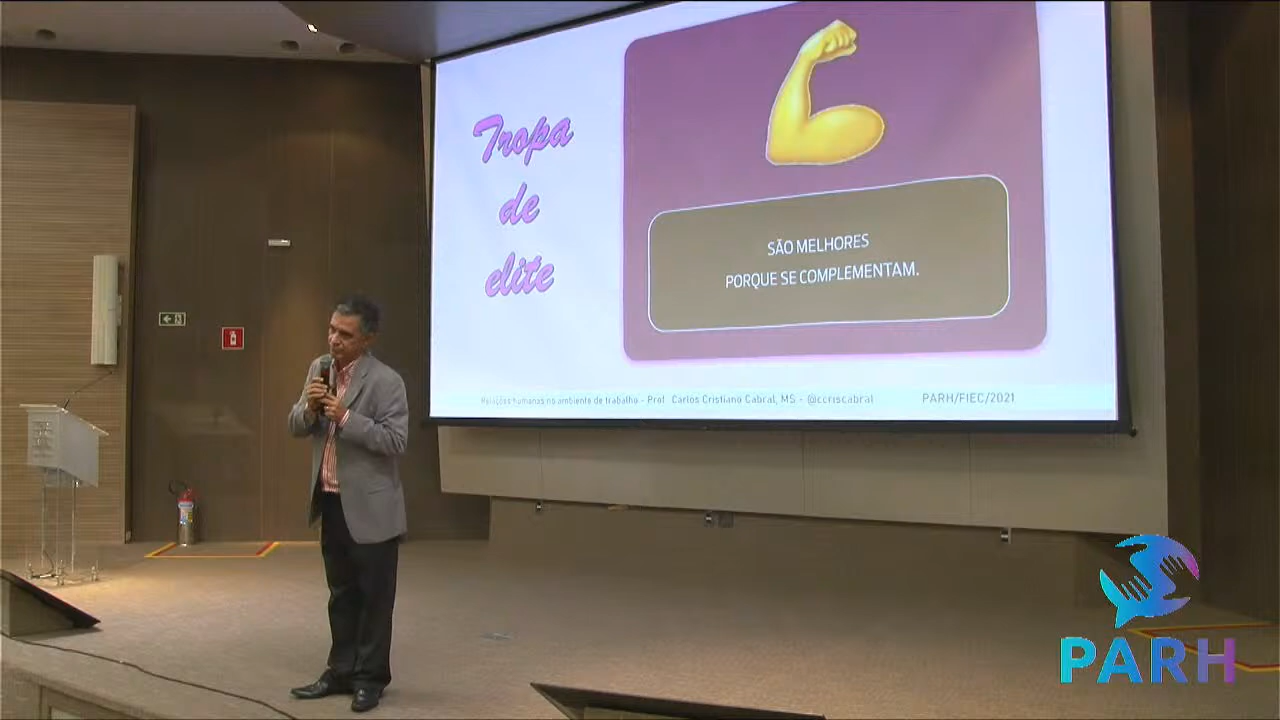 Tropa
de
elite
SÃO MELHORES
PORQUE SE COMPLEMENTAM.
Relações humanas no ambiente de trabalho - Prof. Carlos Cristiano Cabral, MS - @ccriscabral
PARH/FIEC/2021
PARH